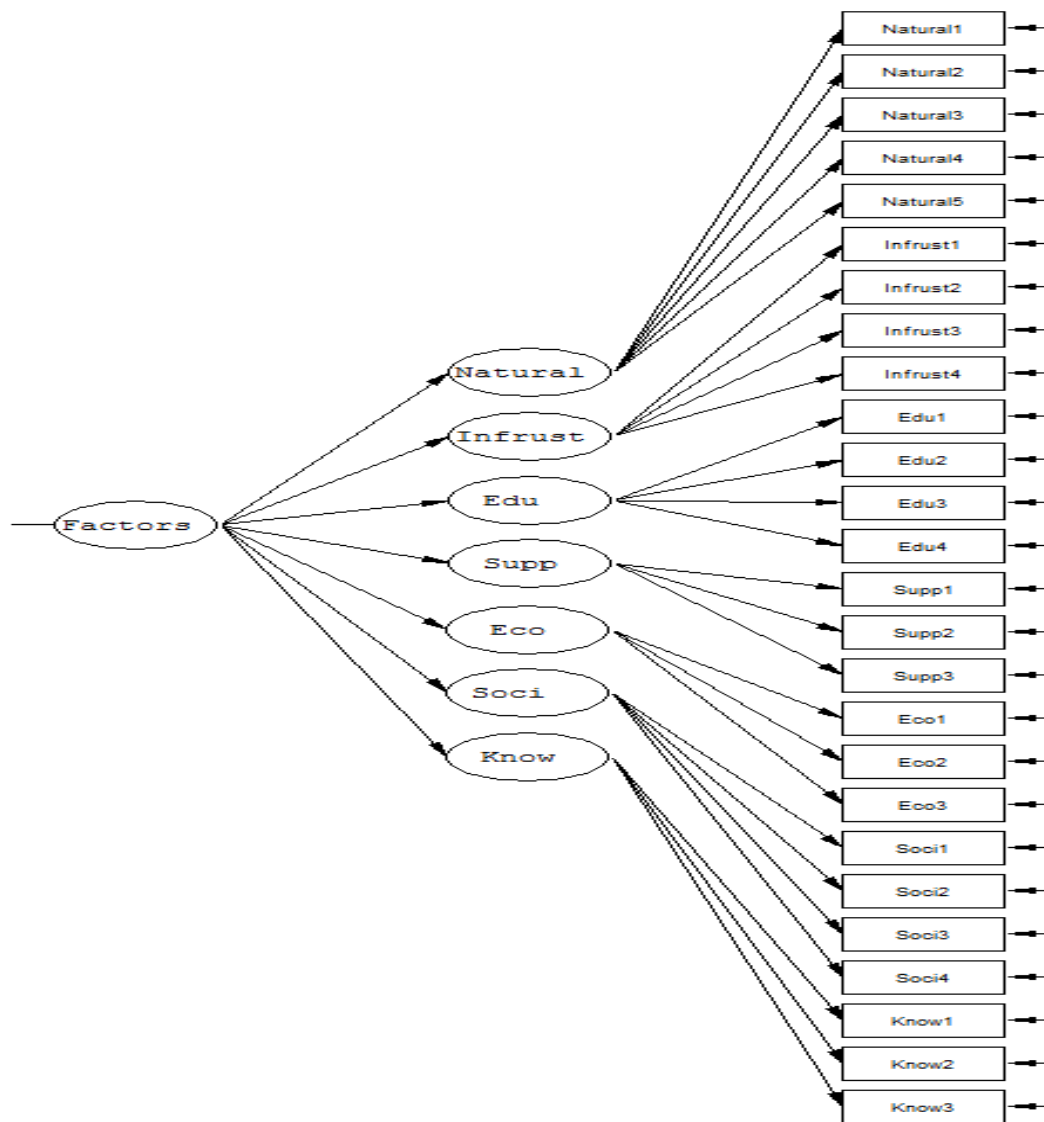 Natural1
Natural2
Natural3
Natural4
Natural5
Infrust1
Infrust2
Infrust3
Infrust4
Edu1
Edu2
Edu3
Edu4
Supp1
Supp2
Supp3
Eco1
Eco2
Eco3
Soci1
Soci2
Soci3
Soci4
Know1
Know2
Know3
Natural
Infrust
Edu
Supp
Eco
Soci
Know
Factors